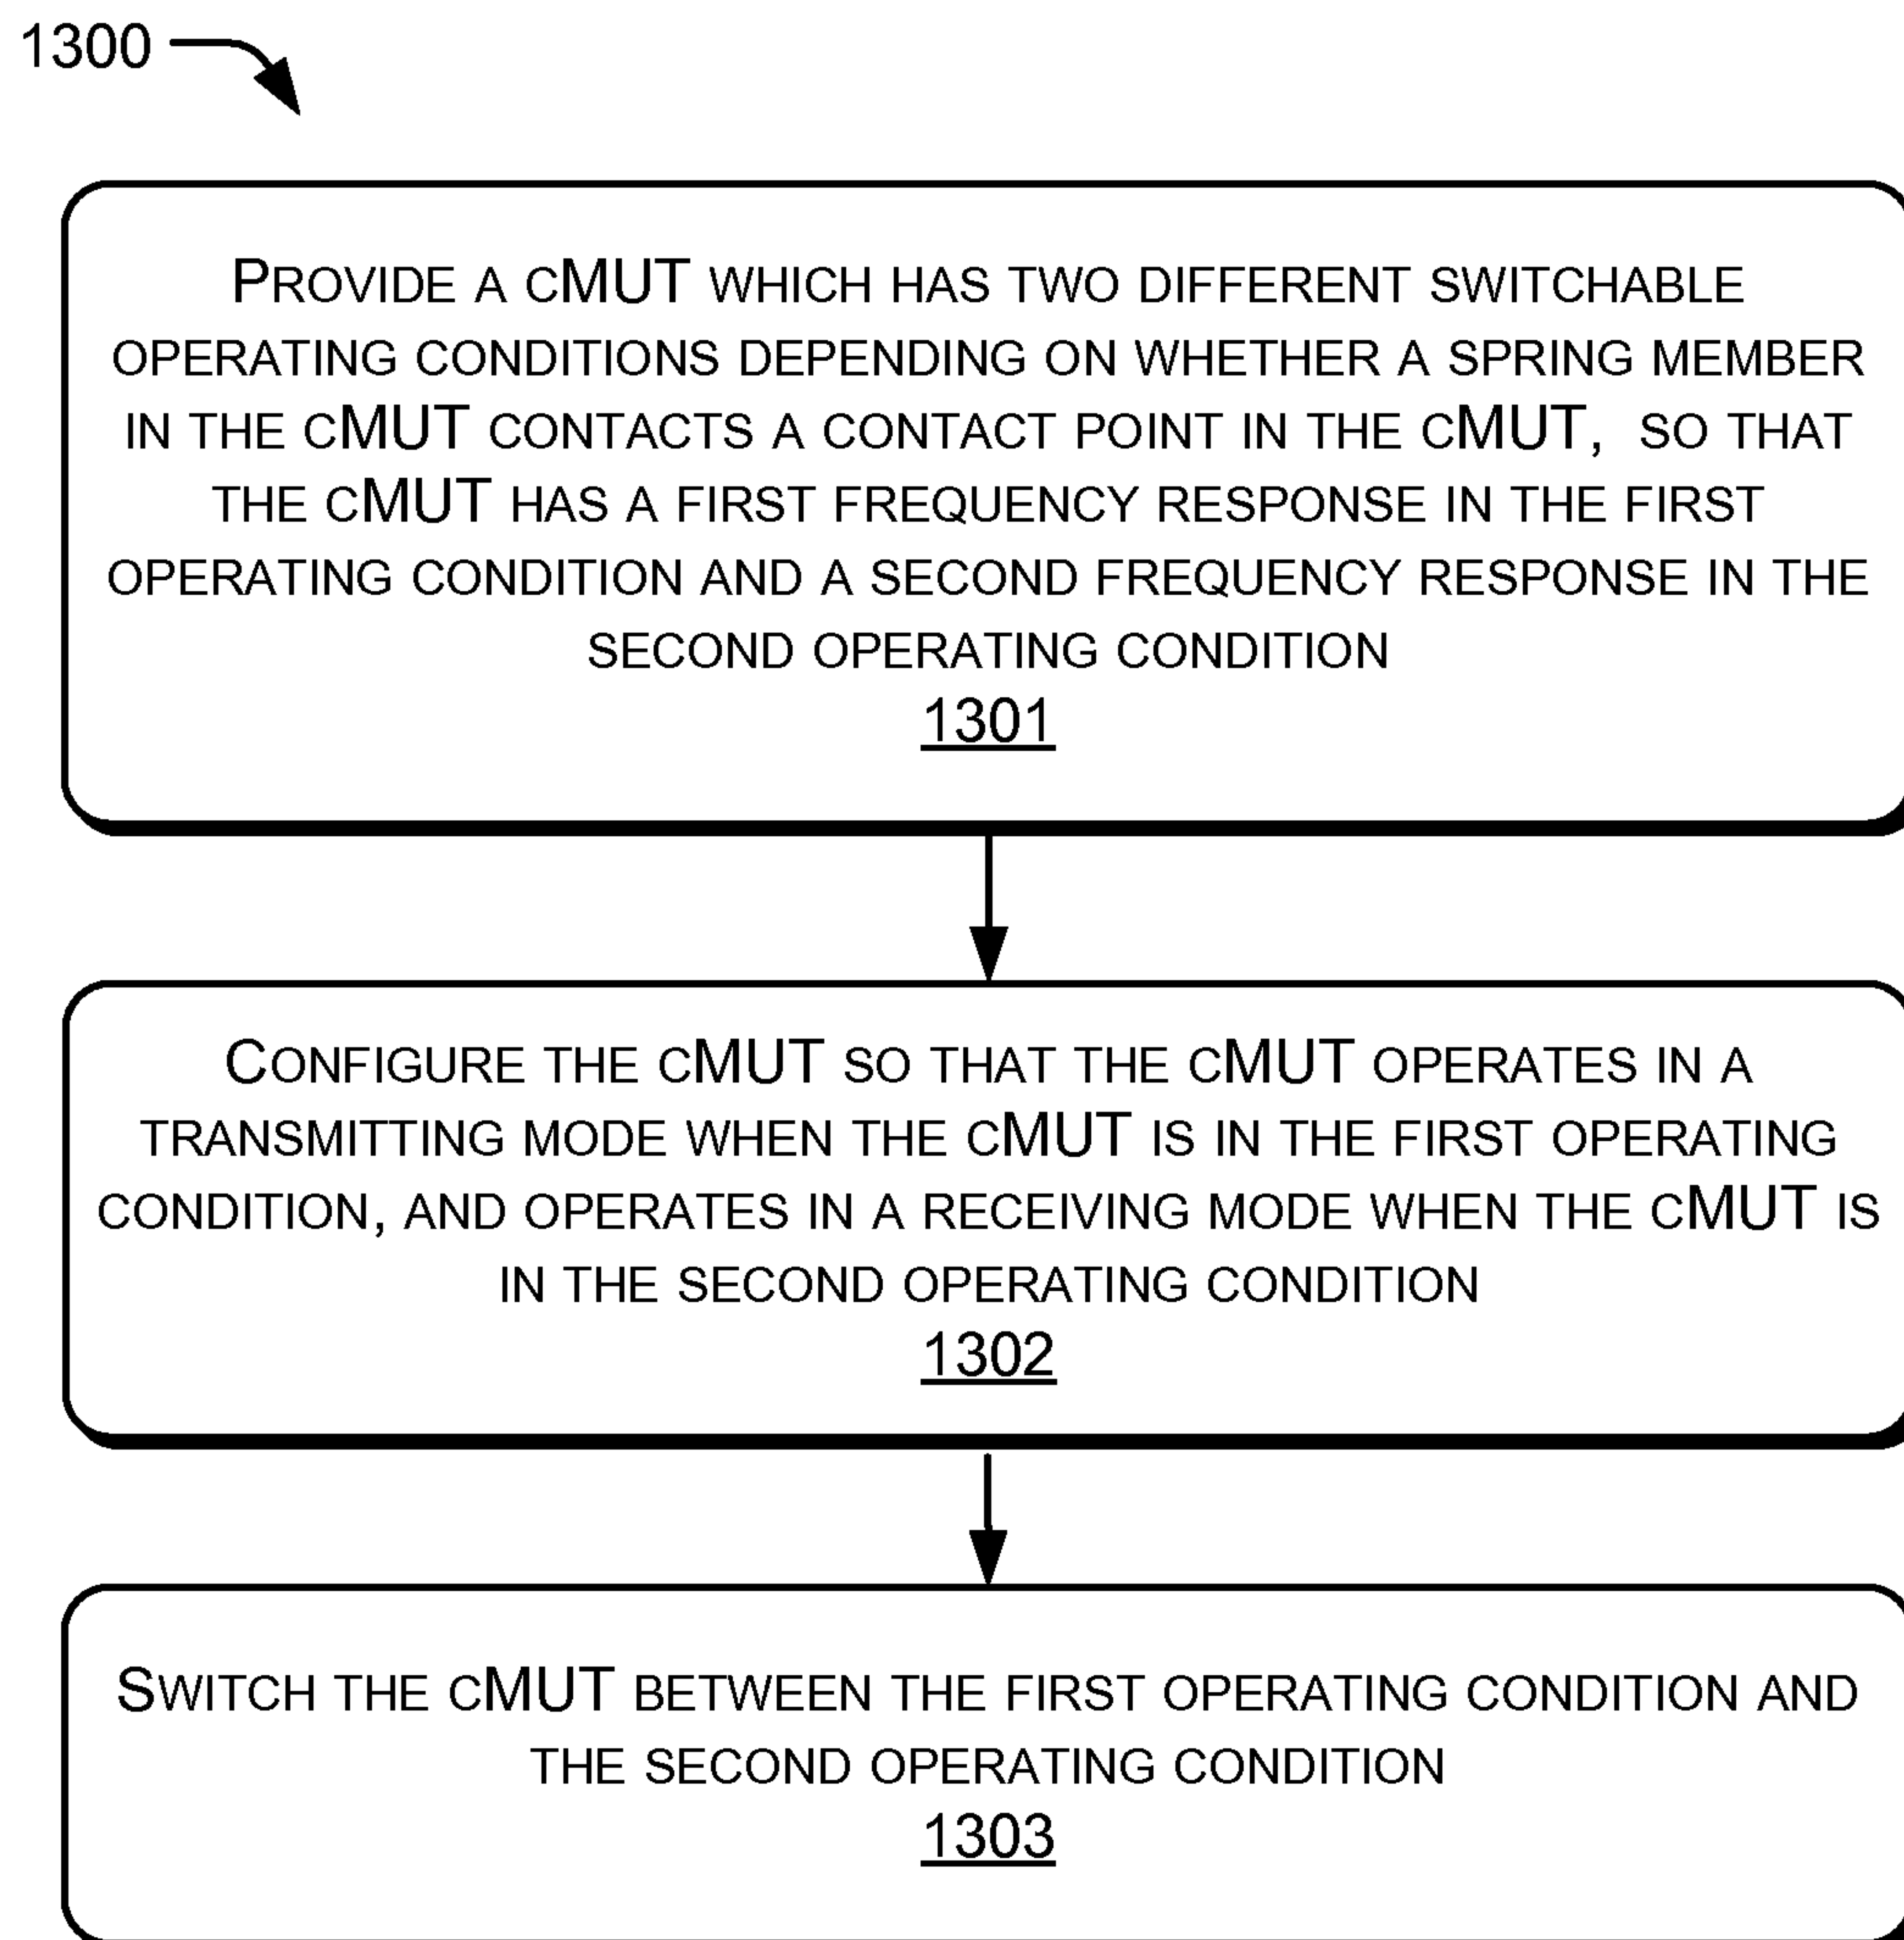 1300
Provide a cMUT which has two different switchable
operating conditions depending on whether a spring member
in the cMUT contacts a contact point in the cMUT, so that
the cMUT has a first frequency response in the first
operating condition and a second frequency response in the
second operating condition
1301
Configure the cMUT so that the cMUT operates in a
transmitting mode when the cMUT is in the first operating
condition, and operates in a receiving mode when the cMUT is
in the second operating condition
1302
Switch the cMUT between the first operating condition and
the second operating condition
1303